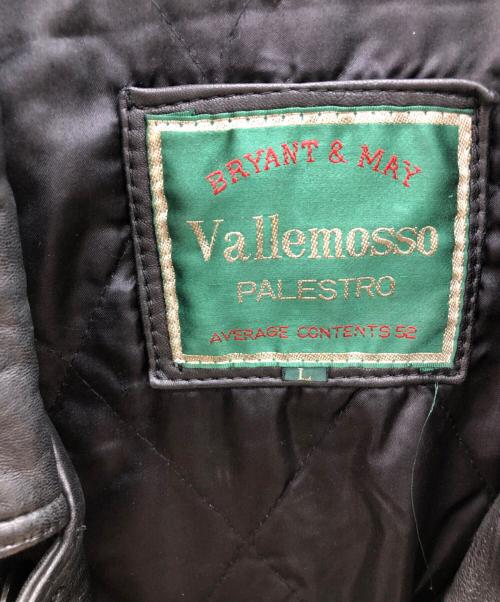 BRYANT & MAY
Vallemosso
PALESTRO
AVERAGE CONTENTS 52
L